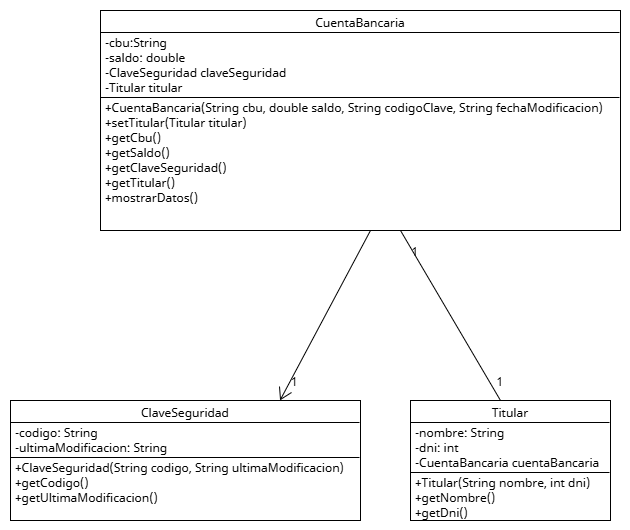 CuentaBancaria
-cbu:String
-saldo: double
-ClaveSeguridad claveSeguridad
-Titular titular
+CuentaBancaria(String cbu, double saldo, String codigoClave, String fechaModificacion)
+setTitular(Titular titular)
+getCbu()
+getSaldo()
+getClaveSeguridad()
+getTitular()
+mostrarDatos()
1
1
1
ClaveSeguridad
-codigo: String
-ultimaModificacion: String
+ClaveSeguridad(String codigo, String ultimaModificacion)
+getCodigo()
+getUltimaModificacion()
Titular
-nombre: String
-dni: int
-CuentaBancaria cuentaBancaria
+Titular(String nombre, int dni)
+getNombre()
+getDni()